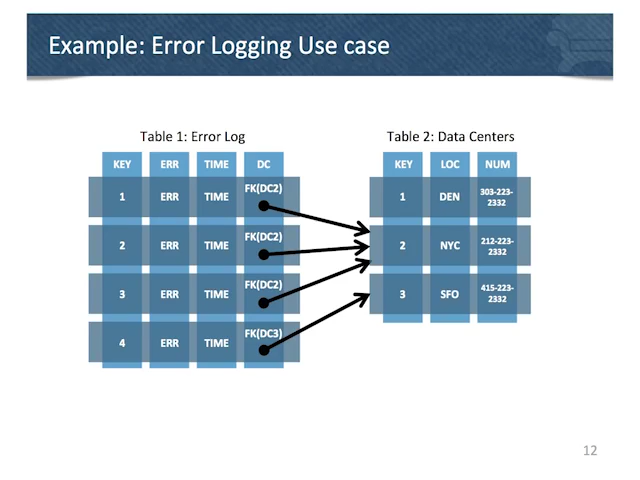 Example: Error Logging Use case
Table 1: Error Log
KEY ERR TIME DC
1 ERR TIME FK(DC2)
2 ERR TIME FK(DC2)
3 ERR TIME FK(DC2)
4 ERR TIME FK(DC3)
Table 2: Data Centers
KEY LOC NUM
1 DEN 303-223-
2332
2 NYC 212-223-
2332
3 SFO 415-223-
2332
12